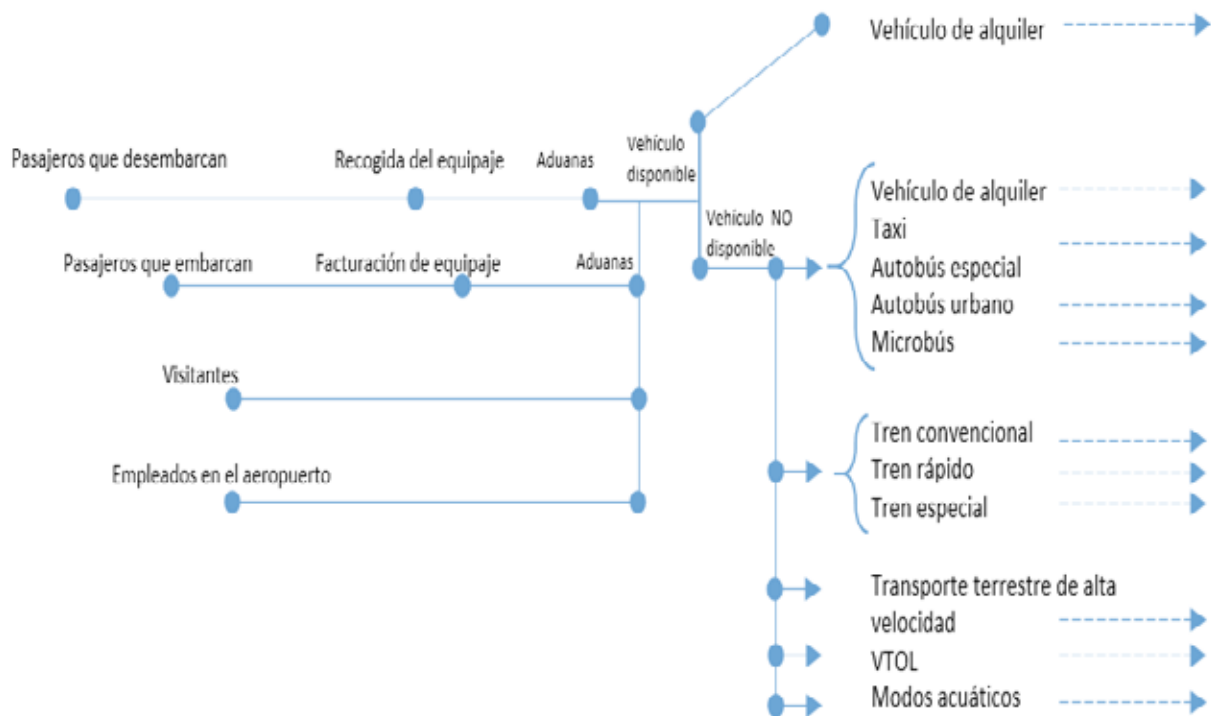 Vehículo de alquiler
Pasajeros que desembarcan
Recogida del equipaje
Aduanas
Vehículo
disponible
Vehículo NO
disponible
Pasajeros que embarcan
Facturación de equipaje
Aduanas
Visitantes
Empleados en el aeropuerto
Vehículo de alquiler
Taxi
Autobús especial
Autobús urbano
Microbús
Tren convencional
Tren rápido
Tren especial
Transporte terrestre de alta
velocidad
VTOL
Modos acuáticos